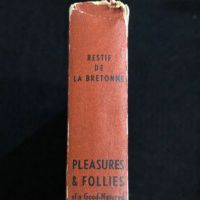 RESTIF
DE
LA BRETONNE
PLEASURES
& FOLLIES
of a Good-Natured